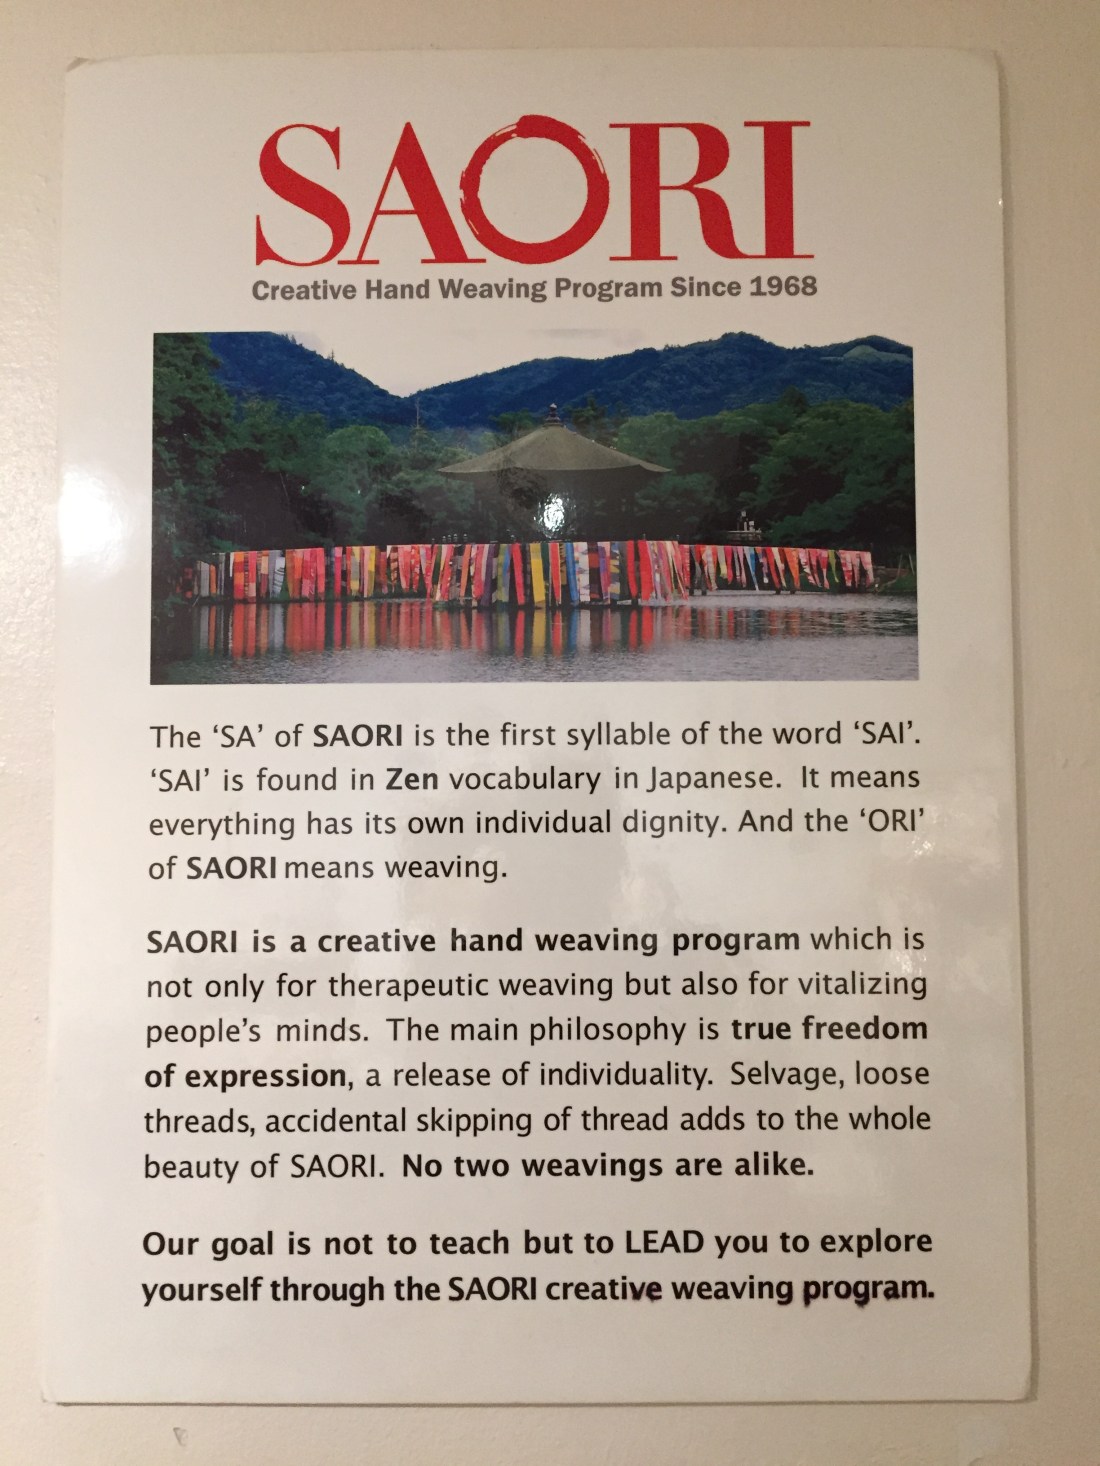 SAORI
Creative Hand Weaving Program Since 1968
The ‘SA’ of SAORI is the first syllable of the word ‘SAI’.
‘SAI’ is found in Zen vocabulary in Japanese. It means
everything has its own individual dignity. And the ‘ORI’
of SAORI means weaving.
SAORI is a creative hand weaving program which is
not only for therapeutic weaving but also for vitalizing
people’s minds. The main philosophy is true freedom
of expression, a release of individuality. Selvage, loose
threads, accidental skipping of thread adds to the whole
beauty of SAORI. No two weavings are alike.
Our goal is not to teach but to LEAD you to explore
yourself through the SAORI creative weaving program.